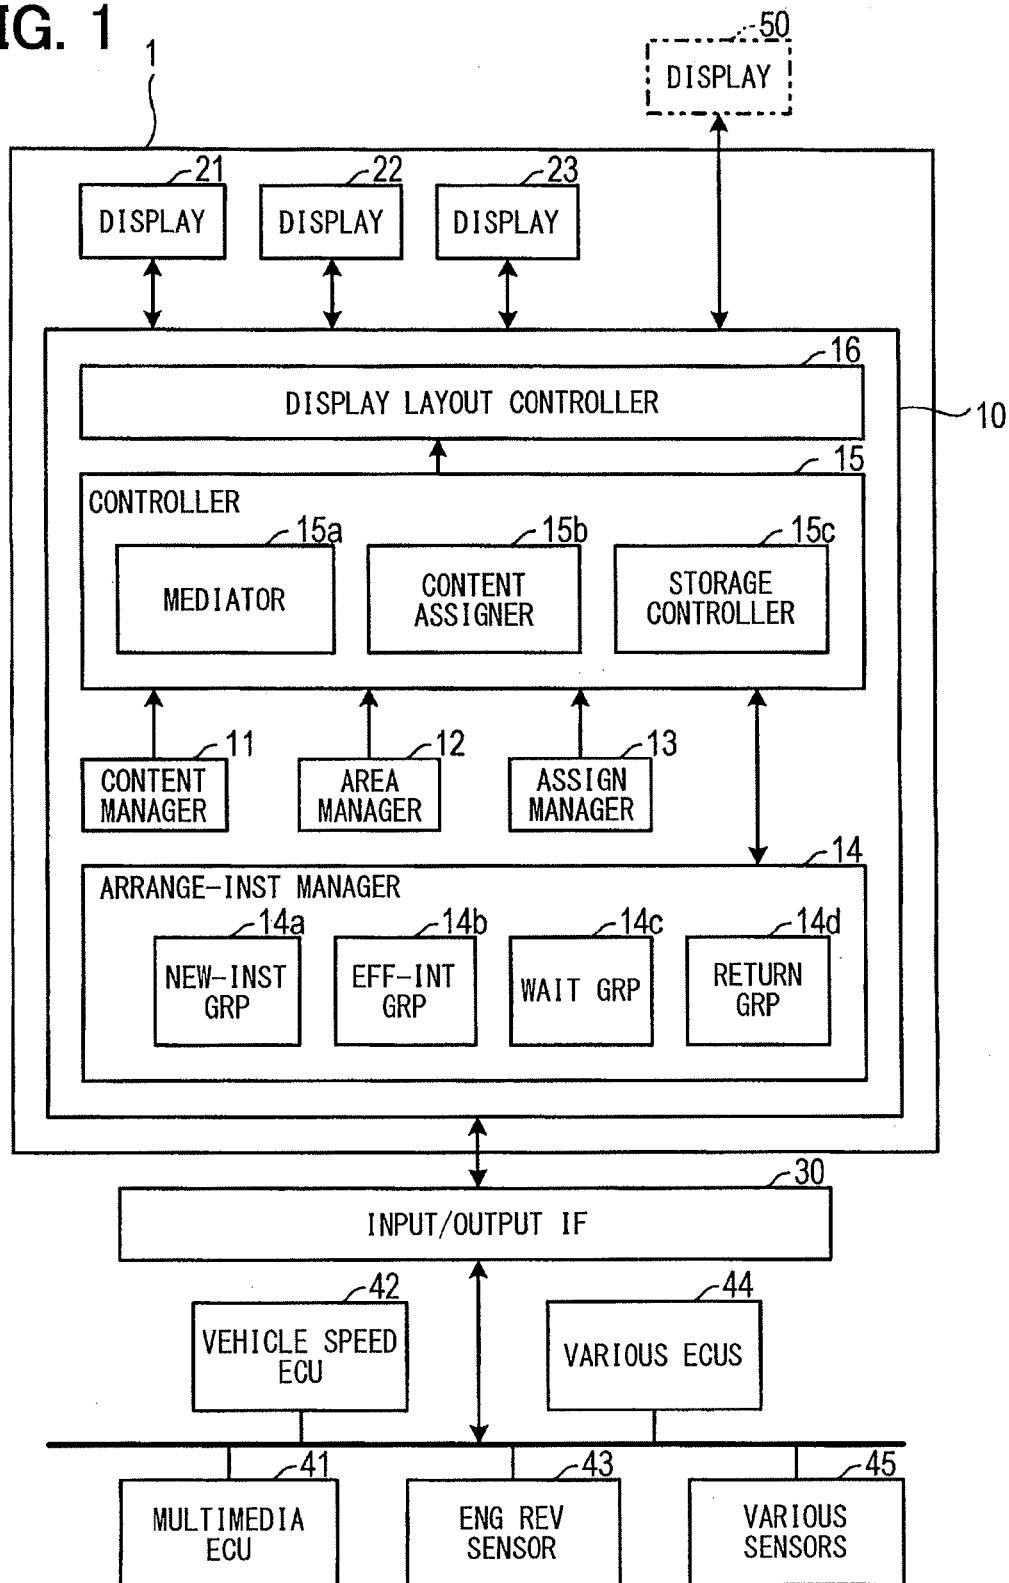 IG. 1
1
50
DISPLAY
21
22
23
DISPLAY
DISPLAY
DISPLAY
16
DISPLAY LAYOUT CONTROLLER
10
15
CONTROLLER
15a
15b
15c
MEDIATOR
CONTENT
ASSIGNER
STORAGE
CONTROLLER
11
12
13
CONTENT
MANAGER
AREA
MANAGER
ASSIGN
MANAGER
14
ARRANGE-INST MANAGER
14a
14b
14c
14d
NEW-INST
GRP
EFF-INT
GRP
WAIT GRP
RETURN
GRP
30
INPUT/OUTPUT IF
42
44
VEHICLE SPEED
ECU
VARIOUS ECUS
41
43
45
MULTIMEDIA
ECU
ENG REV
SENSOR
VARIOUS
SENSORS